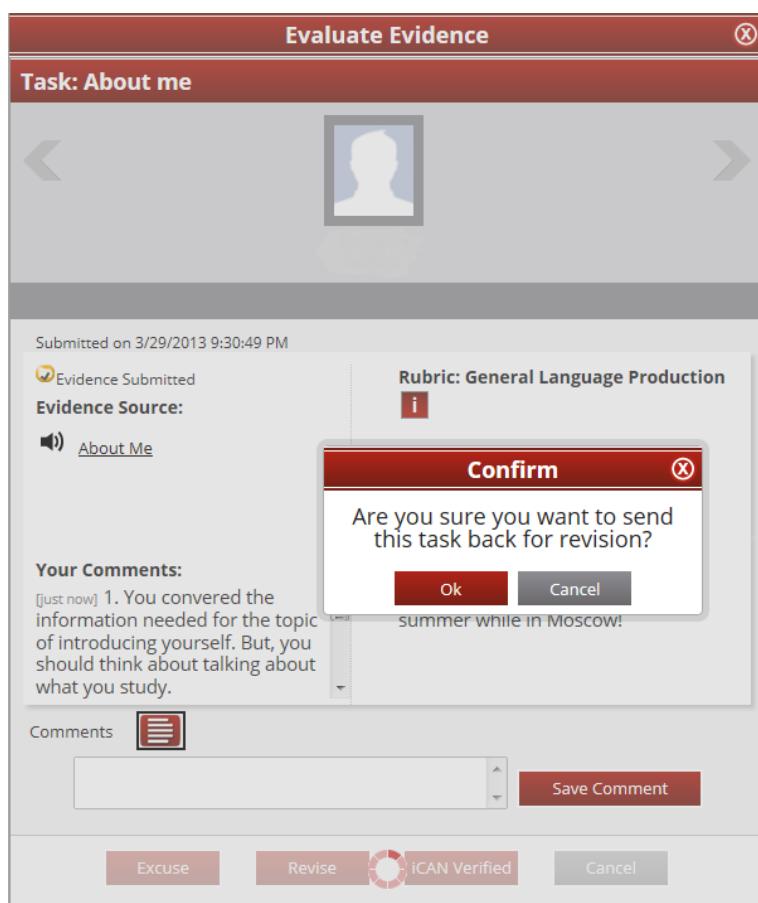 Evaluate Evidence
Task: About me
Submitted on 3/29/2013 9:30:49 PM
Evidence Submitted
Evidence Source:
About Me
Rubric: General Language Production
i
Confirm
Are you sure you want to send
this task back for revision?
Ok
Cancel
Your Comments:
[just now] 1. You convered the
information needed for the topic
of introducing yourself. But, you
should think about talking about
what you study.
summer while in Moscow!
Comments
Save Comment
Excuse
Revise
iCAN Verified
Cancel